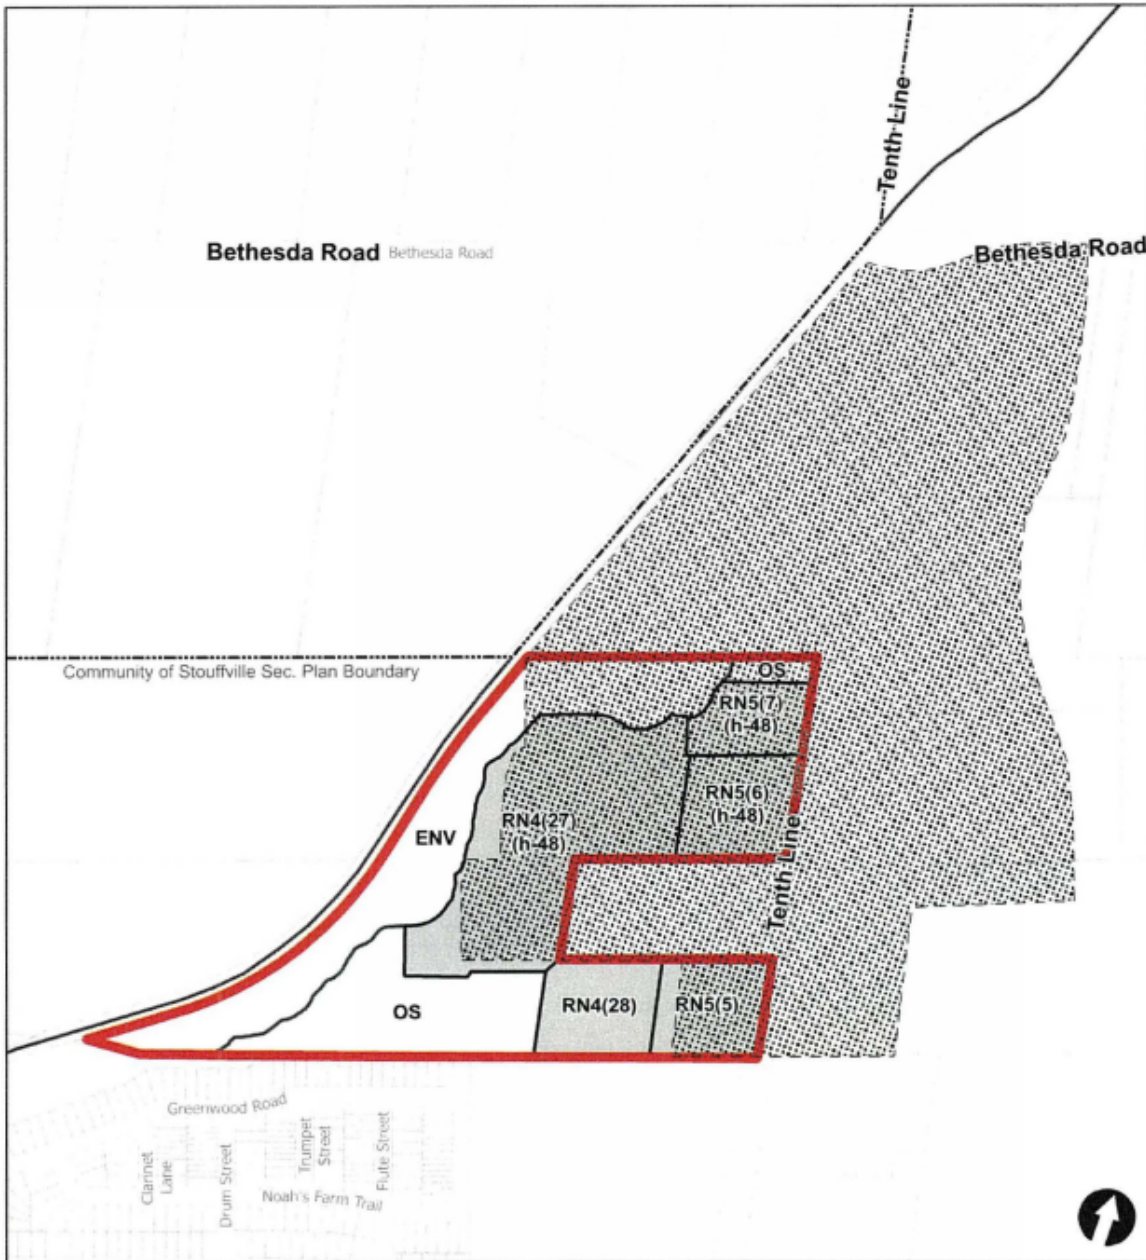 Tenth Line
Bethesda Road Bethesda Road
Bethesda Road
Community of Stouffville Sec. Plan Boundary
OS
RN5(7)
(h-48)
RN5(6)
(h-48)
RN4(27)
(h-48)
ENV
Tenth Line
OS
RN4(28)
RN5(5)
Greenwood Road
Clarinet
Lane
Drum Street
Trumpet
Street
Flute Street
Noah's Farm Trail